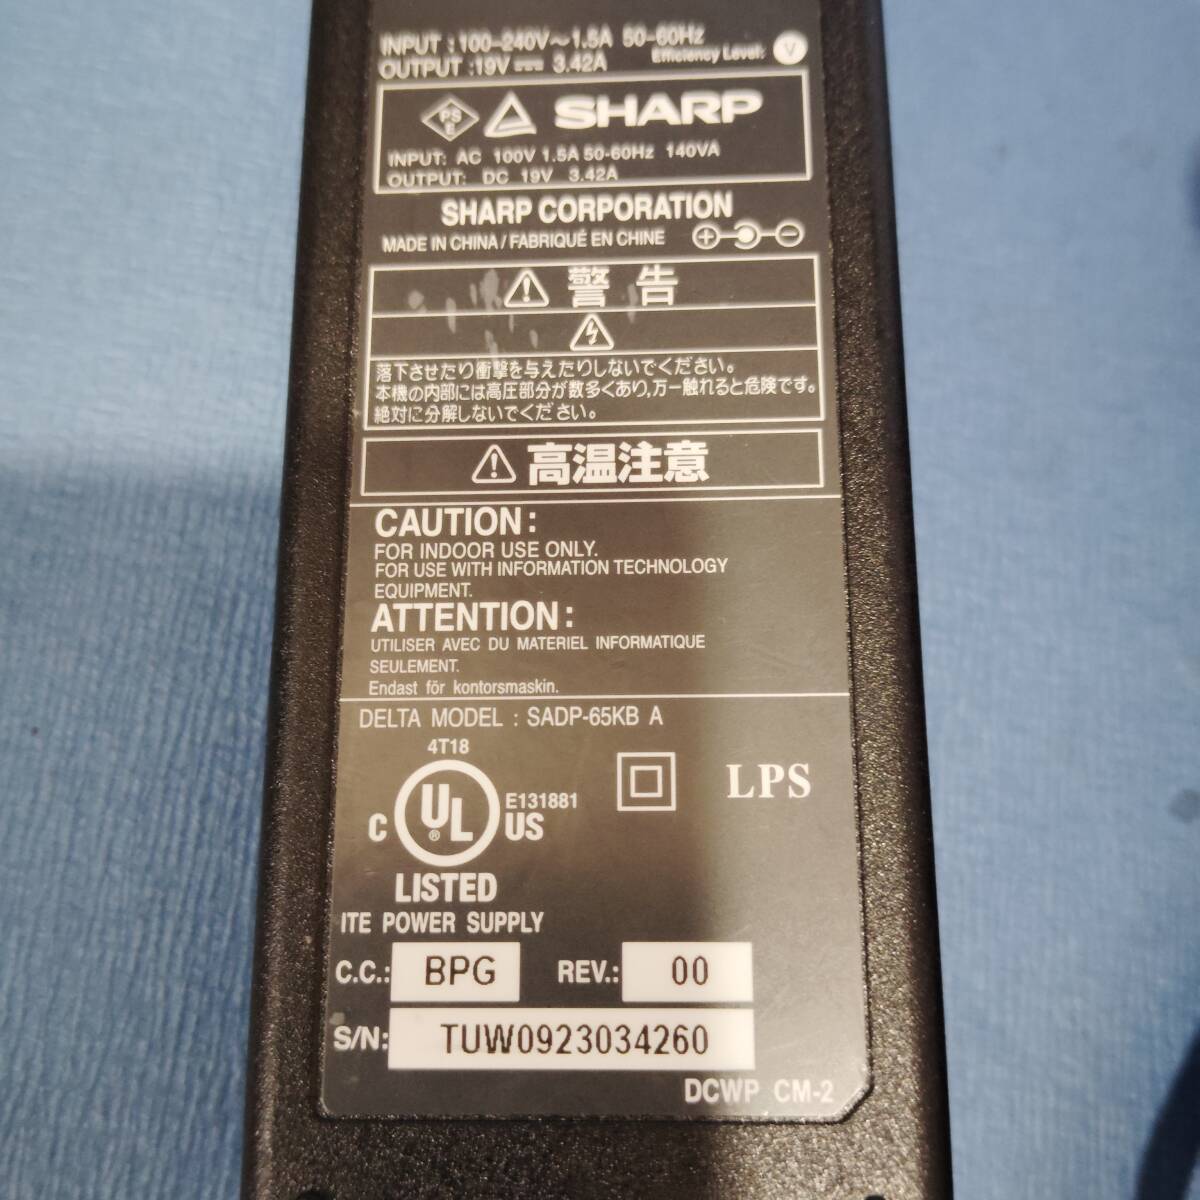 INPUT : 100-240V～1.5A 50-60Hz
OUTPUT :19V ⎓ 3.42A Efficiency Level: V
PS E SHARP
INPUT: AC 100V 1.5A 50-60Hz 140VA
OUTPUT: DC 19V 3.42A
SHARP CORPORATION
MADE IN CHINA / FABRIQUÉ EN CHINE
警告
落下させたり衝撃を与えたりしないでください。
本機の内部には高圧部分が数多くあり,万一触れると危険です。
絶対に分解しないでください。
高温注意
CAUTION :
FOR INDOOR USE ONLY.
FOR USE WITH INFORMATION TECHNOLOGY
EQUIPMENT.
ATTENTION :
UTILISER AVEC DU MATERIEL INFORMATIQUE
SEULEMENT.
Endast för kontorsmaskin.
DELTA MODEL : SADP-65KB A
4T18
C UL ® US E131881
LPS
LISTED
ITE POWER SUPPLY
C.C.: BPG REV.: 00
S/N: TUW0923034260
DCWP CM-2